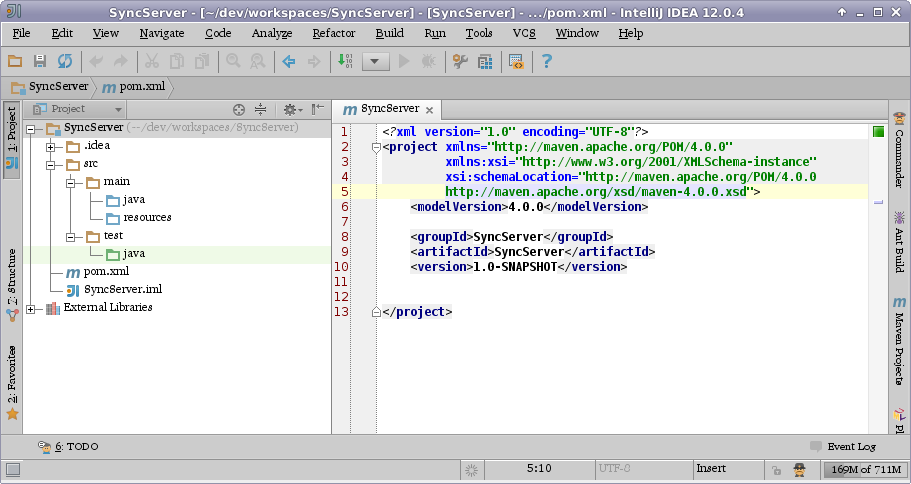 SyncServer - [~/dev/workspaces/SyncServer] - [SyncServer] - .../pom.xml - IntelliJ IDEA 12.0.4
File Edit View Navigate Code Analyze Refactor Build Run Tools VCS Window Help
SyncServer pom.xml
1: Project
Z: Structure
2: Favorites
Project
SyncServer (~/dev/workspaces/SyncServer)
.idea
src
main
java
resources
test
java
pom.xml
SyncServer.iml
External Libraries
SyncServer
1 <?xml version="1.0" encoding="UTF-8"?>
2 <project xmlns="http://maven.apache.org/POM/4.0.0"
3 xmlns:xsi="http://www.w3.org/2001/XMLSchema-instance"
4 xsi:schemaLocation="http://maven.apache.org/POM/4.0.0
5 http://maven.apache.org/xsd/maven-4.0.0.xsd">
6 <modelVersion>4.0.0</modelVersion>
7
8 <groupId>SyncServer</groupId>
9 <artifactId>SyncServer</artifactId>
10 <version>1.0-SNAPSHOT</version>
11
12
13 </project>
Commander
Ant Build
Maven Projects
6: TODO Event Log
5:10 UTF-8 Insert 169M of 711M